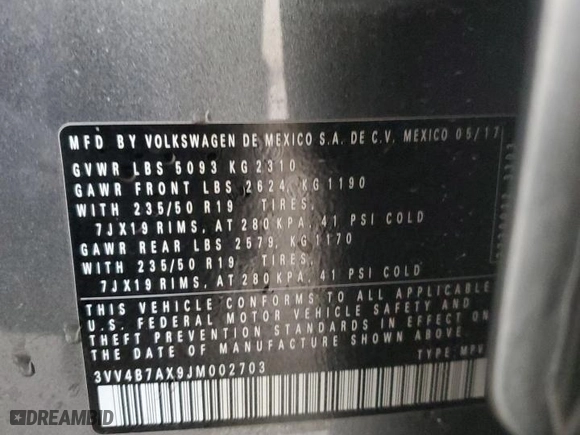 MFD BY VOLKSWAGEN DE MEXICO S.A. DE C.V. MEXICO 05/17
GVWR LBS 5093 KG 2310
GAWR FRONT LBS 2624, KG 1190
WITH 235/50 R19 TIRES,
7JX19 RIMS, AT 280 KPA, 41 PSI COLD
GAWR REAR LBS 2579, KG 1170
WITH 235/50 R19 TIRES,
7JX19 RIMS, AT 280 KPA, 41 PSI COLD
THIS VEHICLE CONFORMS TO ALL APPLICABLE
U.S. FEDERAL MOTOR VEHICLE SAFETY AND
THEFT PREVENTION STANDARDS IN EFFECT ON
DATE OF MANUFACTURE SHOWN ABOVE.
3VV4B7AX9JM002703 TYPE MPV
DREAMBID